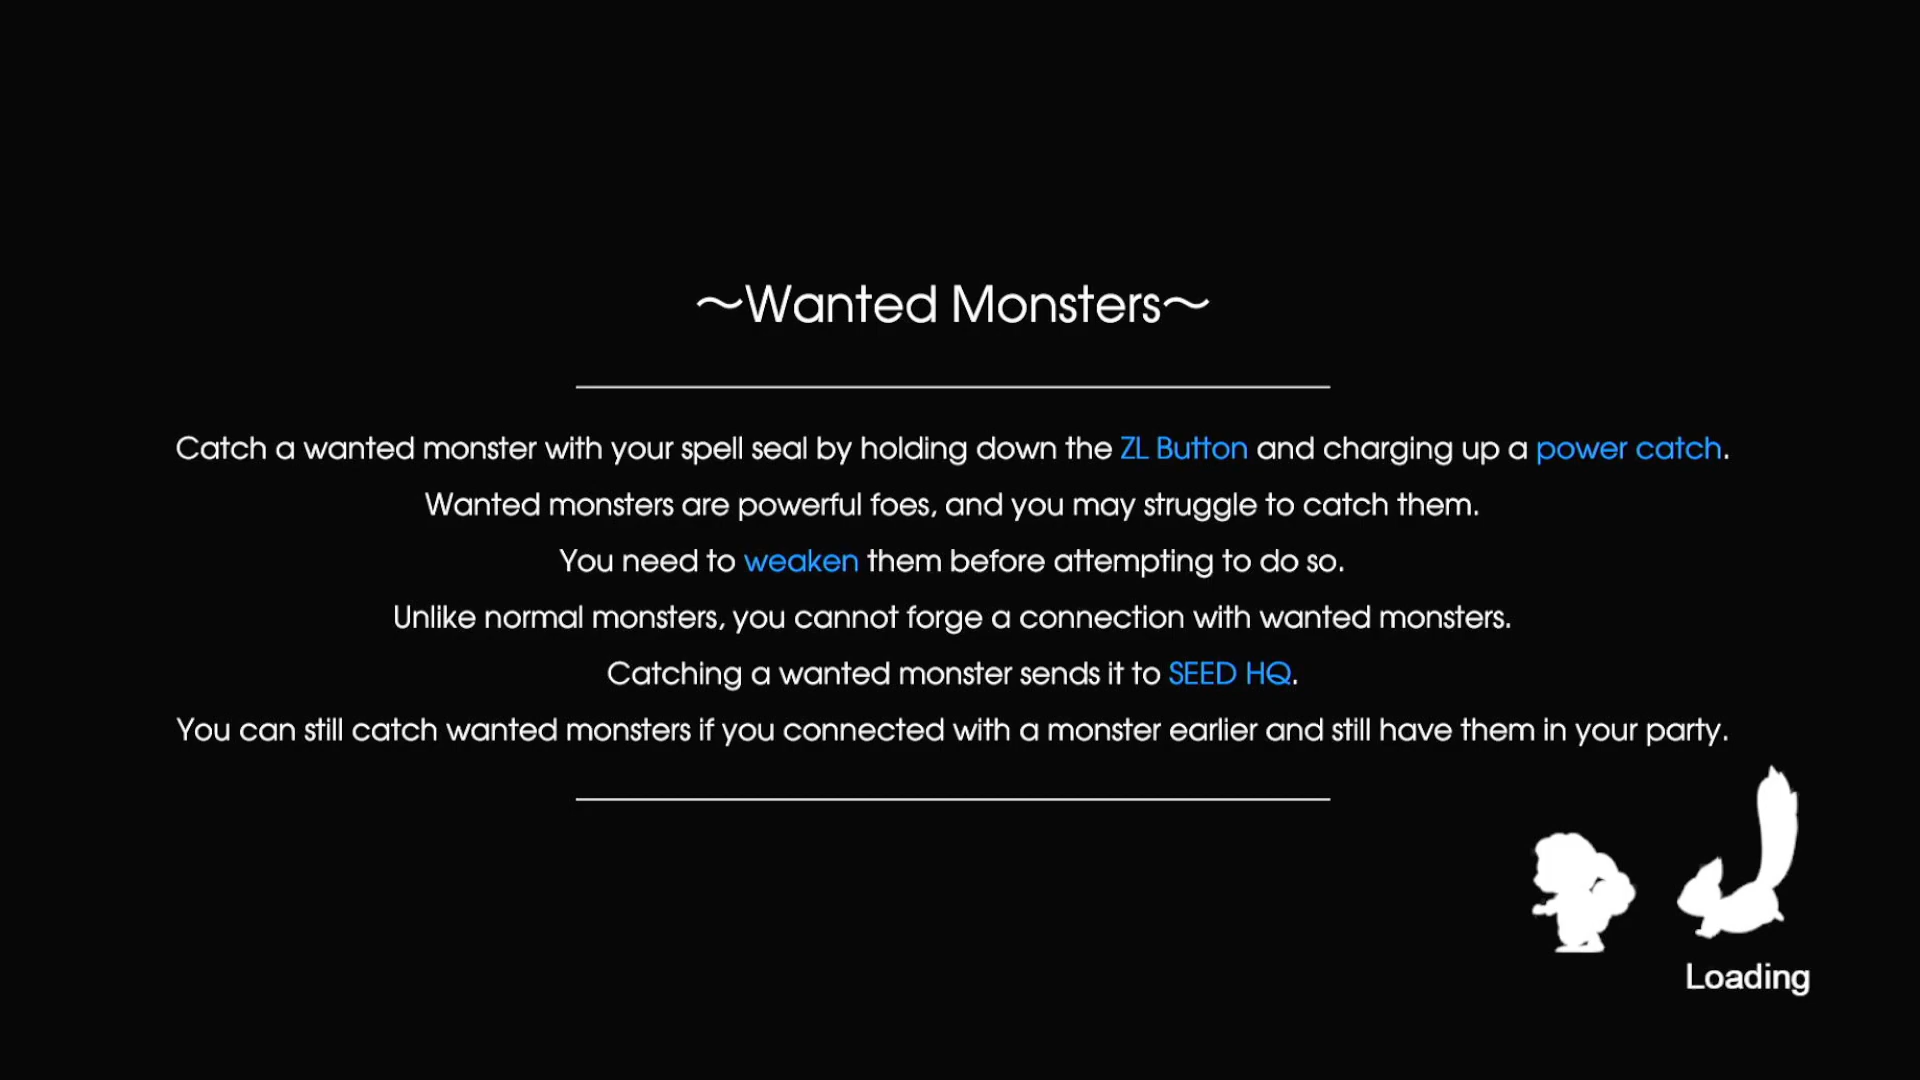 ～Wanted Monsters～
Catch a wanted monster with your spell seal by holding down the ZL Button and charging up a power catch.
Wanted monsters are powerful foes, and you may struggle to catch them.
You need to weaken them before attempting to do so.
Unlike normal monsters, you cannot forge a connection with wanted monsters.
Catching a wanted monster sends it to SEED HQ.
You can still catch wanted monsters if you connected with a monster earlier and still have them in your party.
Loading